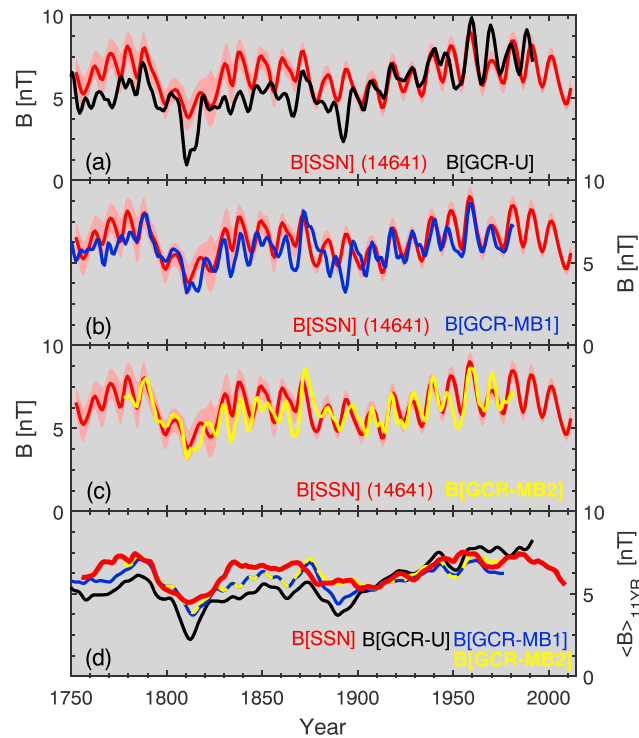 10
B [nT]
5
(a)
B[SSN] (14641) B[GCR-U]
0
10
(b)
B[SSN] (14641) B[GCR-MB1]
5
0
10
B [nT]
5
(c)
B[SSN] (14641) B[GCR-MB2]
0
10
<B>11YR [nT]
5
(d)
B[SSN] B[GCR-U] B[GCR-MB1]
B[GCR-MB2]
0
1750 1800 1850 1900 1950 2000
Year